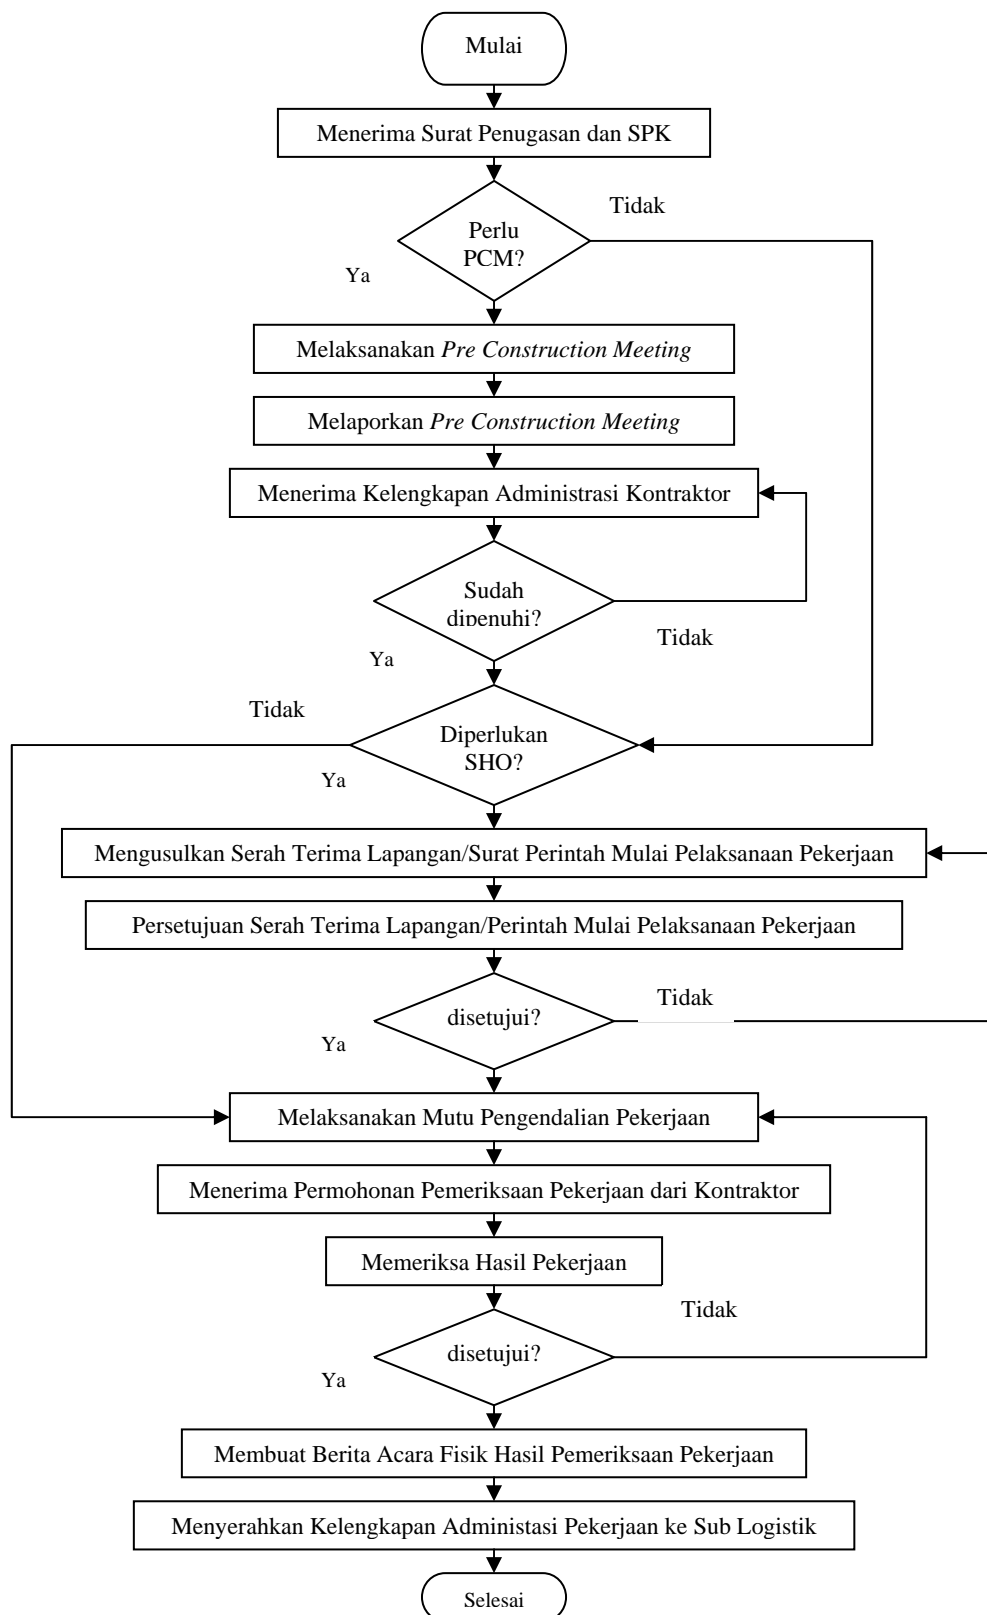 Mulai
Menerima Surat Penugasan dan SPK
Tidak
Perlu
PCM?
Ya
Melaksanakan Pre Construction Meeting
Melaporkan Pre Construction Meeting
Menerima Kelengkapan Administrasi Kontraktor
Sudah
dipenuhi?
Tidak
Ya
Tidak
Diperlukan
SHO?
Ya
Mengusulkan Serah Terima Lapangan/Surat Perintah Mulai Pelaksanaan Pekerjaan
Persetujuan Serah Terima Lapangan/Perintah Mulai Pelaksanaan Pekerjaan
Tidak
disetujui?
Ya
Melaksanakan Mutu Pengendalian Pekerjaan
Menerima Permohonan Pemeriksaan Pekerjaan dari Kontraktor
Memeriksa Hasil Pekerjaan
Tidak
disetujui?
Ya
Membuat Berita Acara Fisik Hasil Pemeriksaan Pekerjaan
Menyerahkan Kelengkapan Administasi Pekerjaan ke Sub Logistik
Selesai